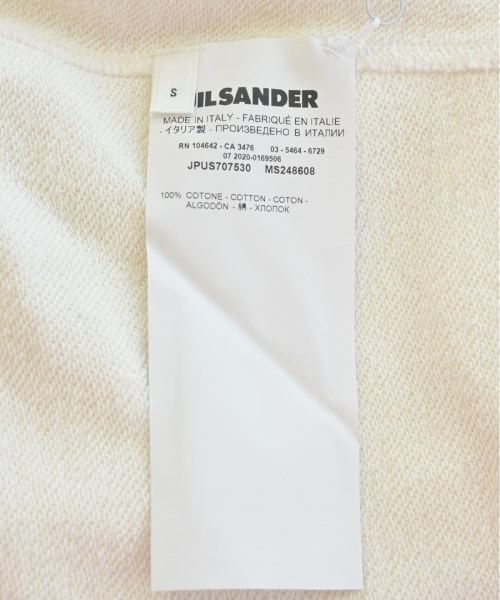 S
JIL SANDER
MADE IN ITALY - FABRIQUÉ EN ITALIE
- イタリア製 - ПРОИЗВЕДЕНО В ИТАЛИИ
RN 104642 - CA 3476 03 - 5464 - 6729
07 2020-0169506
JPUS707530 MS248608
100% COTONE - COTTON - COTON -
ALGODÓN - 綿 - ХЛОПОК